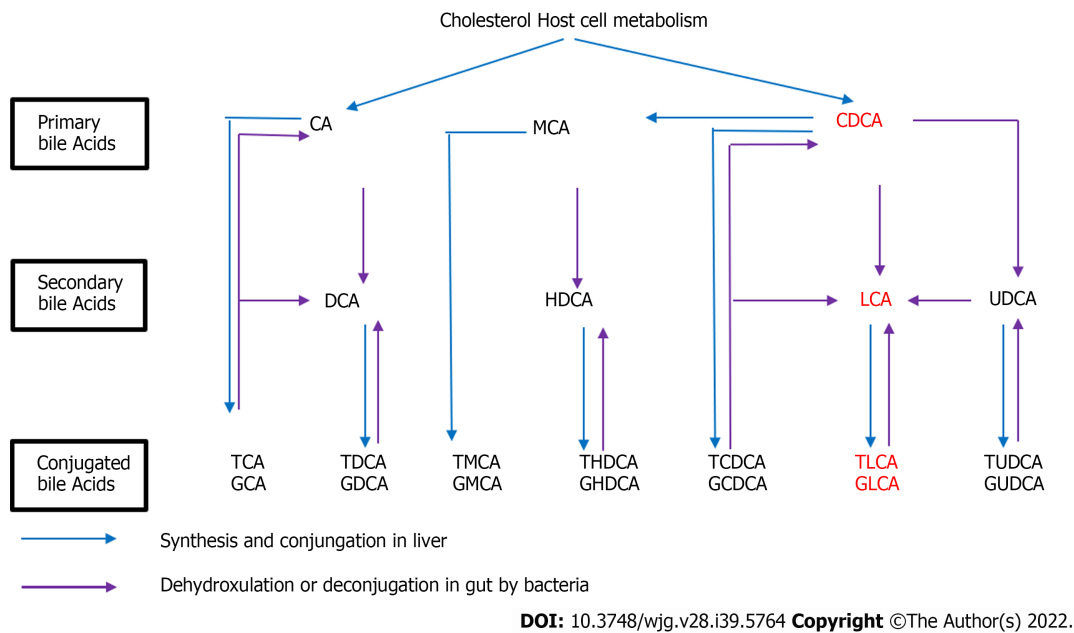 Cholesterol Host cell metabolism
Primary
bile Acids
CA
MCA
CDCA
Secondary
bile Acids
DCA
HDCA
LCA
UDCA
Conjugated
bile Acids
TCA
GCA
TDCA
GDCA
TMCA
GMCA
THDCA
GHDCA
TCDCA
GCDCA
TLCA
GLCA
TUDCA
GUDCA
Synthesis and conjungation in liver
Dehydroxulation or deconjugation in gut by bacteria
DOI: 10.3748/wjg.v28.i39.5764 Copyright ©The Author(s) 2022.